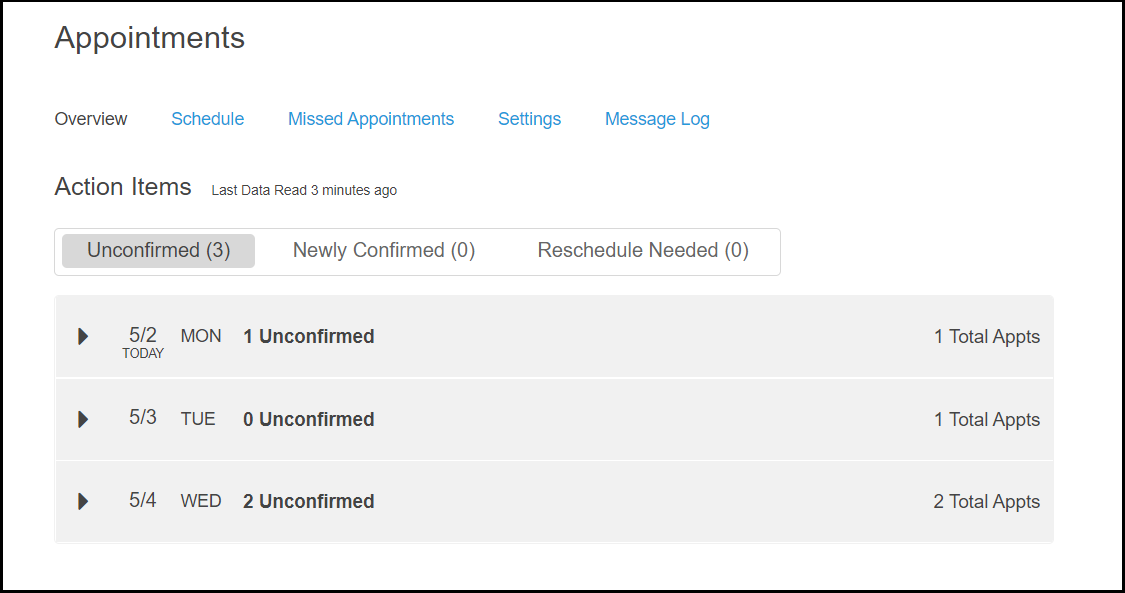 Appointments
Overview Schedule Missed Appointments Settings Message Log
Action Items Last Data Read 3 minutes ago
Unconfirmed (3) Newly Confirmed (0) Reschedule Needed (0)
5/2 MON 1 Unconfirmed 1 Total Appts
TODAY
5/3 TUE 0 Unconfirmed 1 Total Appts
5/4 WED 2 Unconfirmed 2 Total Appts